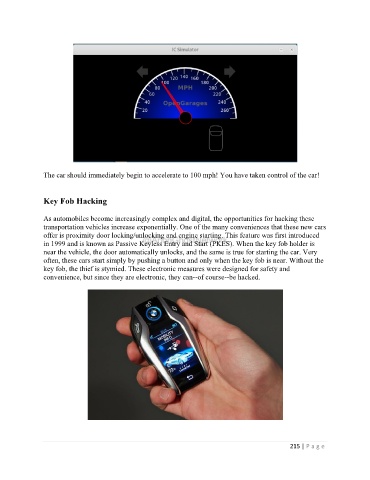 IC Simulator
100 120 140 160 180
80 MPH 200
60 220
40 OpenGarages 240
20 260
The car should immediately begin to accelerate to 100 mph! You have taken control of the car!
Key Fob Hacking
As automobiles become increasingly complex and digital, the opportunities for hacking these
transportation vehicles increase exponentially. One of the many conveniences that these new cars
offer is proximity door locking/unlocking and engine starting. This feature was first introduced
in 1999 and is known as Passive Keyless Entry and Start (PKES). When the key fob holder is
near the vehicle, the door automatically unlocks, and the same is true for starting the car. Very
often, these cars start simply by pushing a button and only when the key fob is near. Without the
key fob, the thief is stymied. These electronic measures were designed for safety and
convenience, but since they are electronic, they can--of course--be hacked.
215 | P a g e